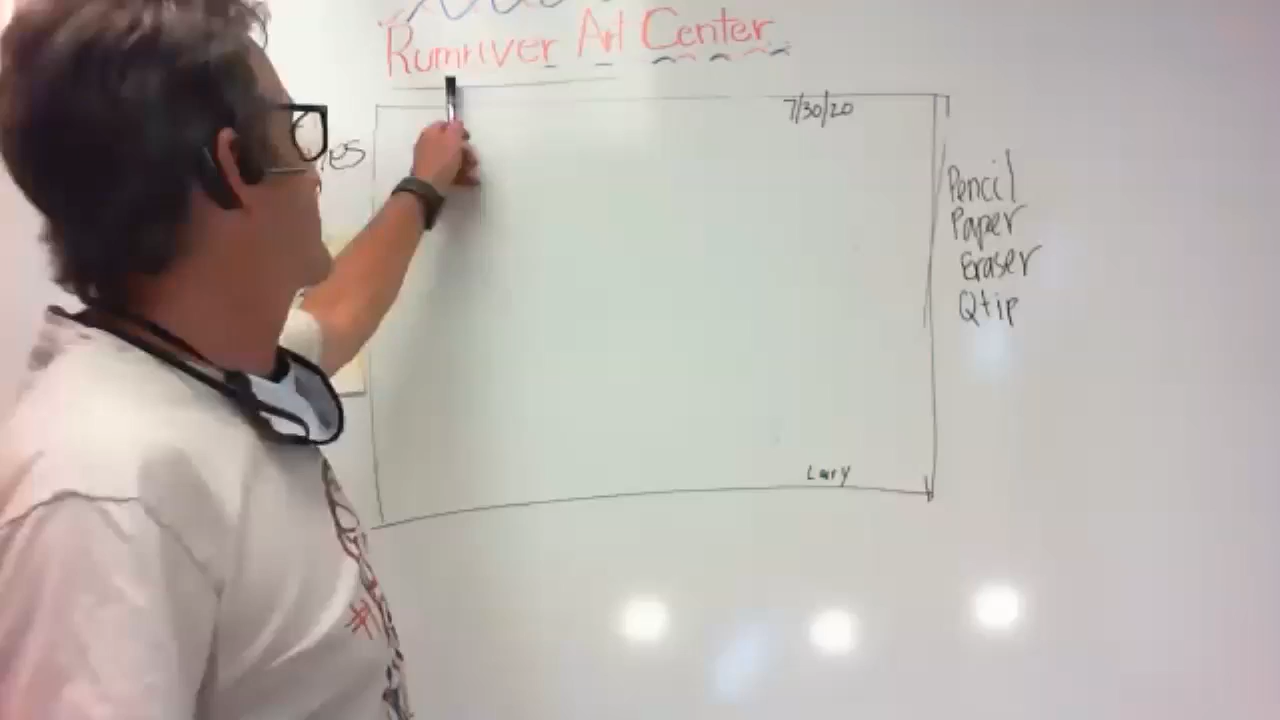 Rumriver Art Center
7/30/20
Pencil
Paper
Eraser
Qtip
Lary